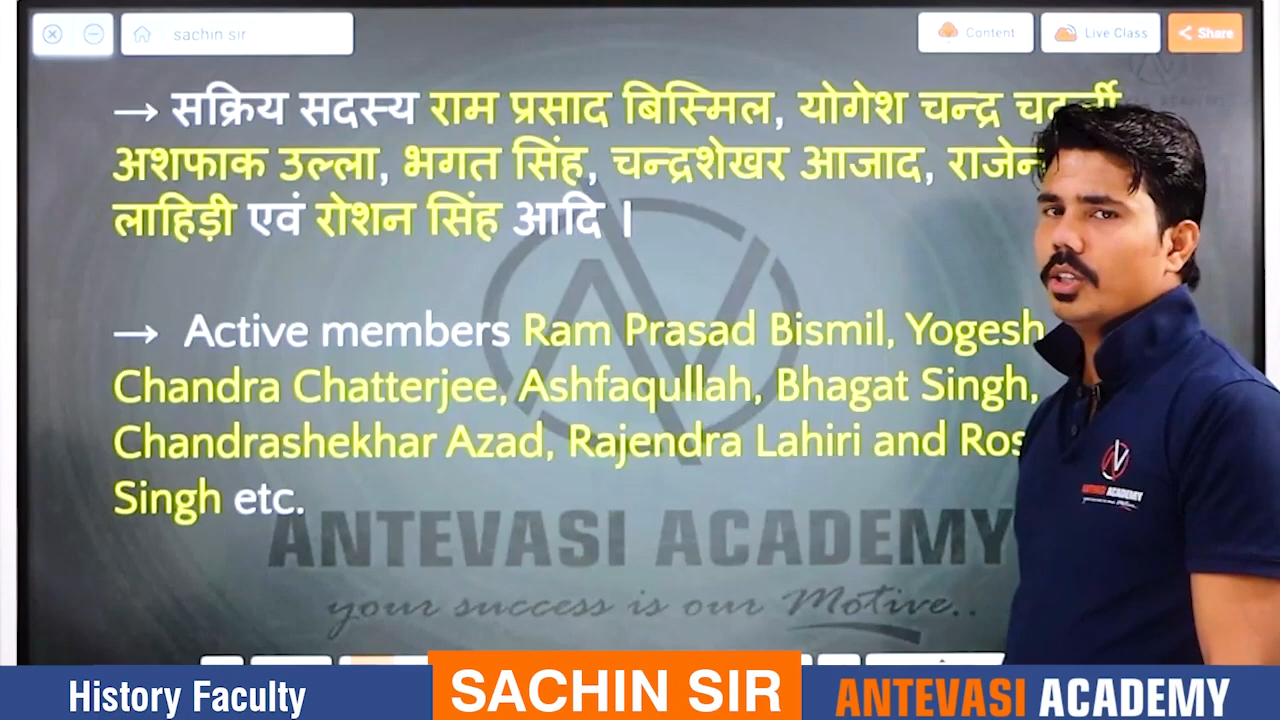 sachin sir
Content
Live Class
Share
→ सक्रिय सदस्य राम प्रसाद बिस्मिल, योगेश चन्द्र
अशफाक उल्ला, भगत सिंह, चन्द्रशेखर आजाद,
लाहिड़ी एवं रोशन सिंह आदि ।
→ Active members Ram Prasad Bismil, Yogesh
Chandra Chatterjee, Ashfaqullah, Bhagat Singh,
Chandrashekhar Azad, Rajendra Lahiri and
Singh etc.
ANTEVASI ACADEMY
your success is our Motive..
ANTEVASI ACADEMY
History Faculty
SACHIN SIR
ANTEVASI ACADEMY